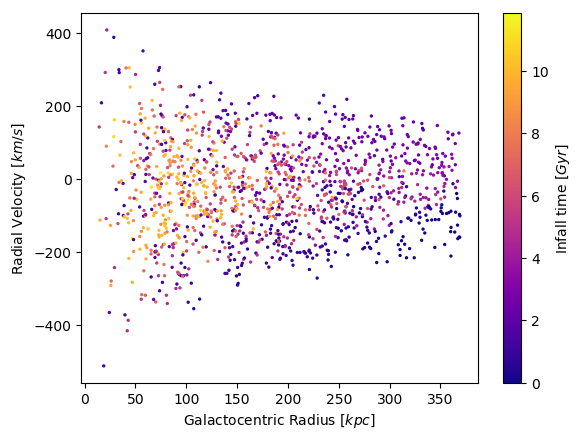 400
200
0
−200
−400
Radial Velocity [km/s]
0 50 100 150 200 250 300 350
Galactocentric Radius [kpc]
10
8
6
4
2
0
Infall time [Gyr]